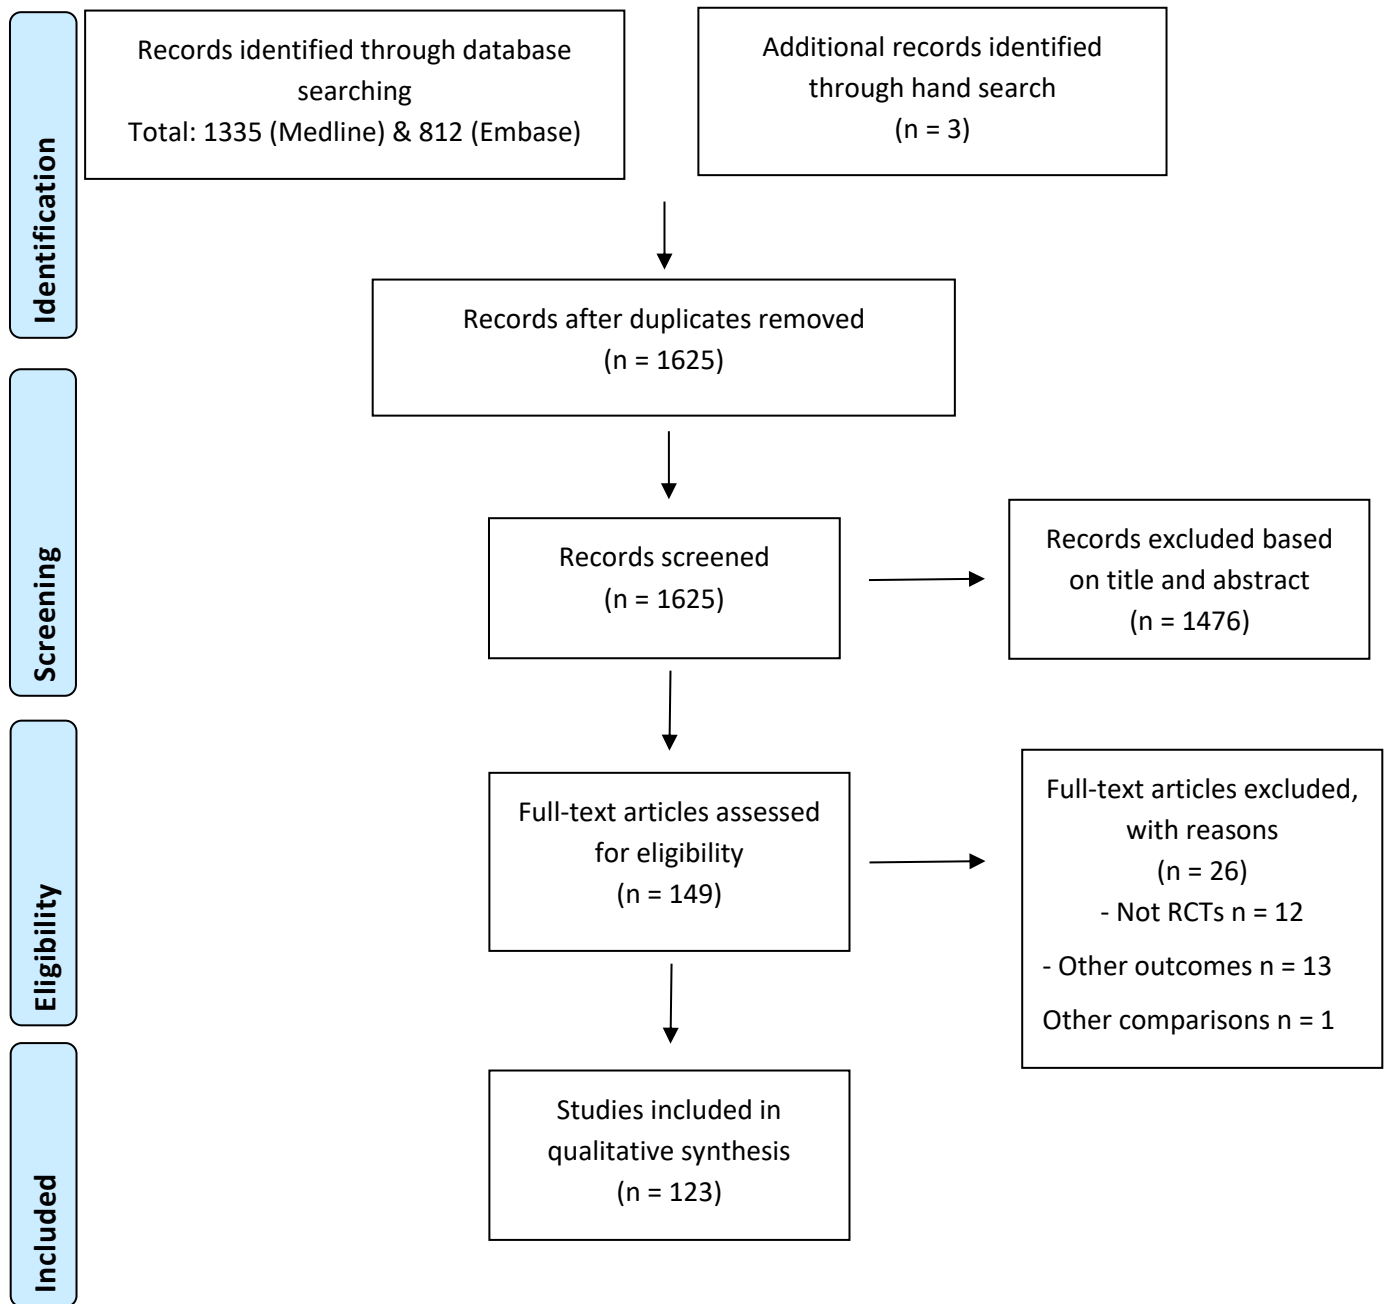 Identification
Records identified through database
searching
Total: 1335 (Medline) & 812 (Embase)
Additional records identified
through hand search
(n = 3)
Records after duplicates removed
(n = 1625)
Screening
Records screened
(n = 1625)
Records excluded based
on title and abstract
(n = 1476)
Eligibility
Full-text articles assessed
for eligibility
(n = 149)
Full-text articles excluded,
with reasons
(n = 26)
- Not RCTs n = 12
- Other outcomes n = 13
Other comparisons n = 1
Included
Studies included in
qualitative synthesis
(n = 123)